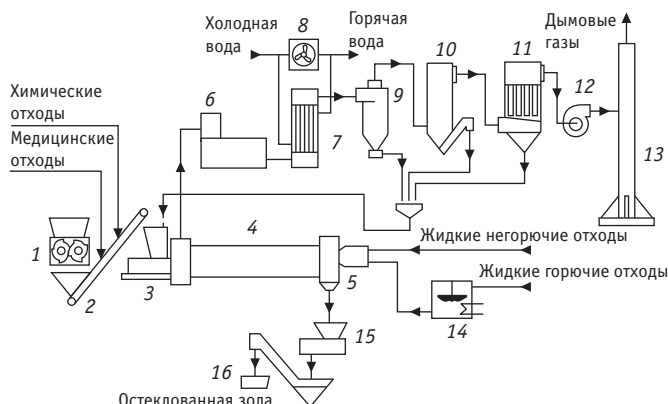 Холодная
вода
8
Горячая
вода
10
11
Дымовые
газы
12
Химические
отходы
6
9
Медицинские
отходы
7
13
4
1
Жидкие негорючие отходы
Жидкие горючие отходы
2
3
5
14
15
16
Остеклованная зола